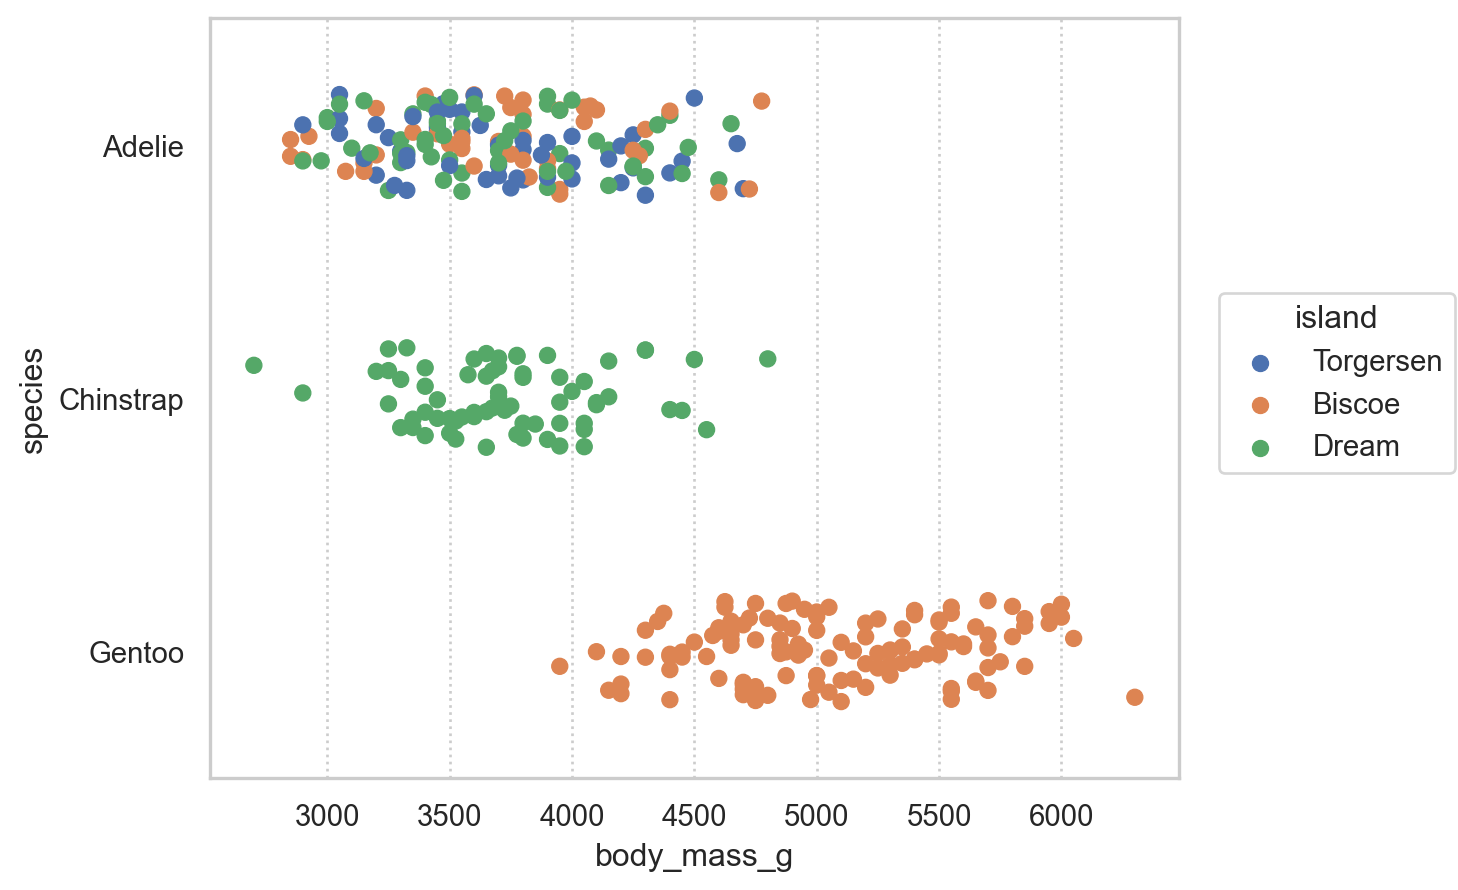 Adelie
Chinstrap
Gentoo
species
3000 3500 4000 4500 5000 5500 6000
body_mass_g
island
Torgersen
Biscoe
Dream